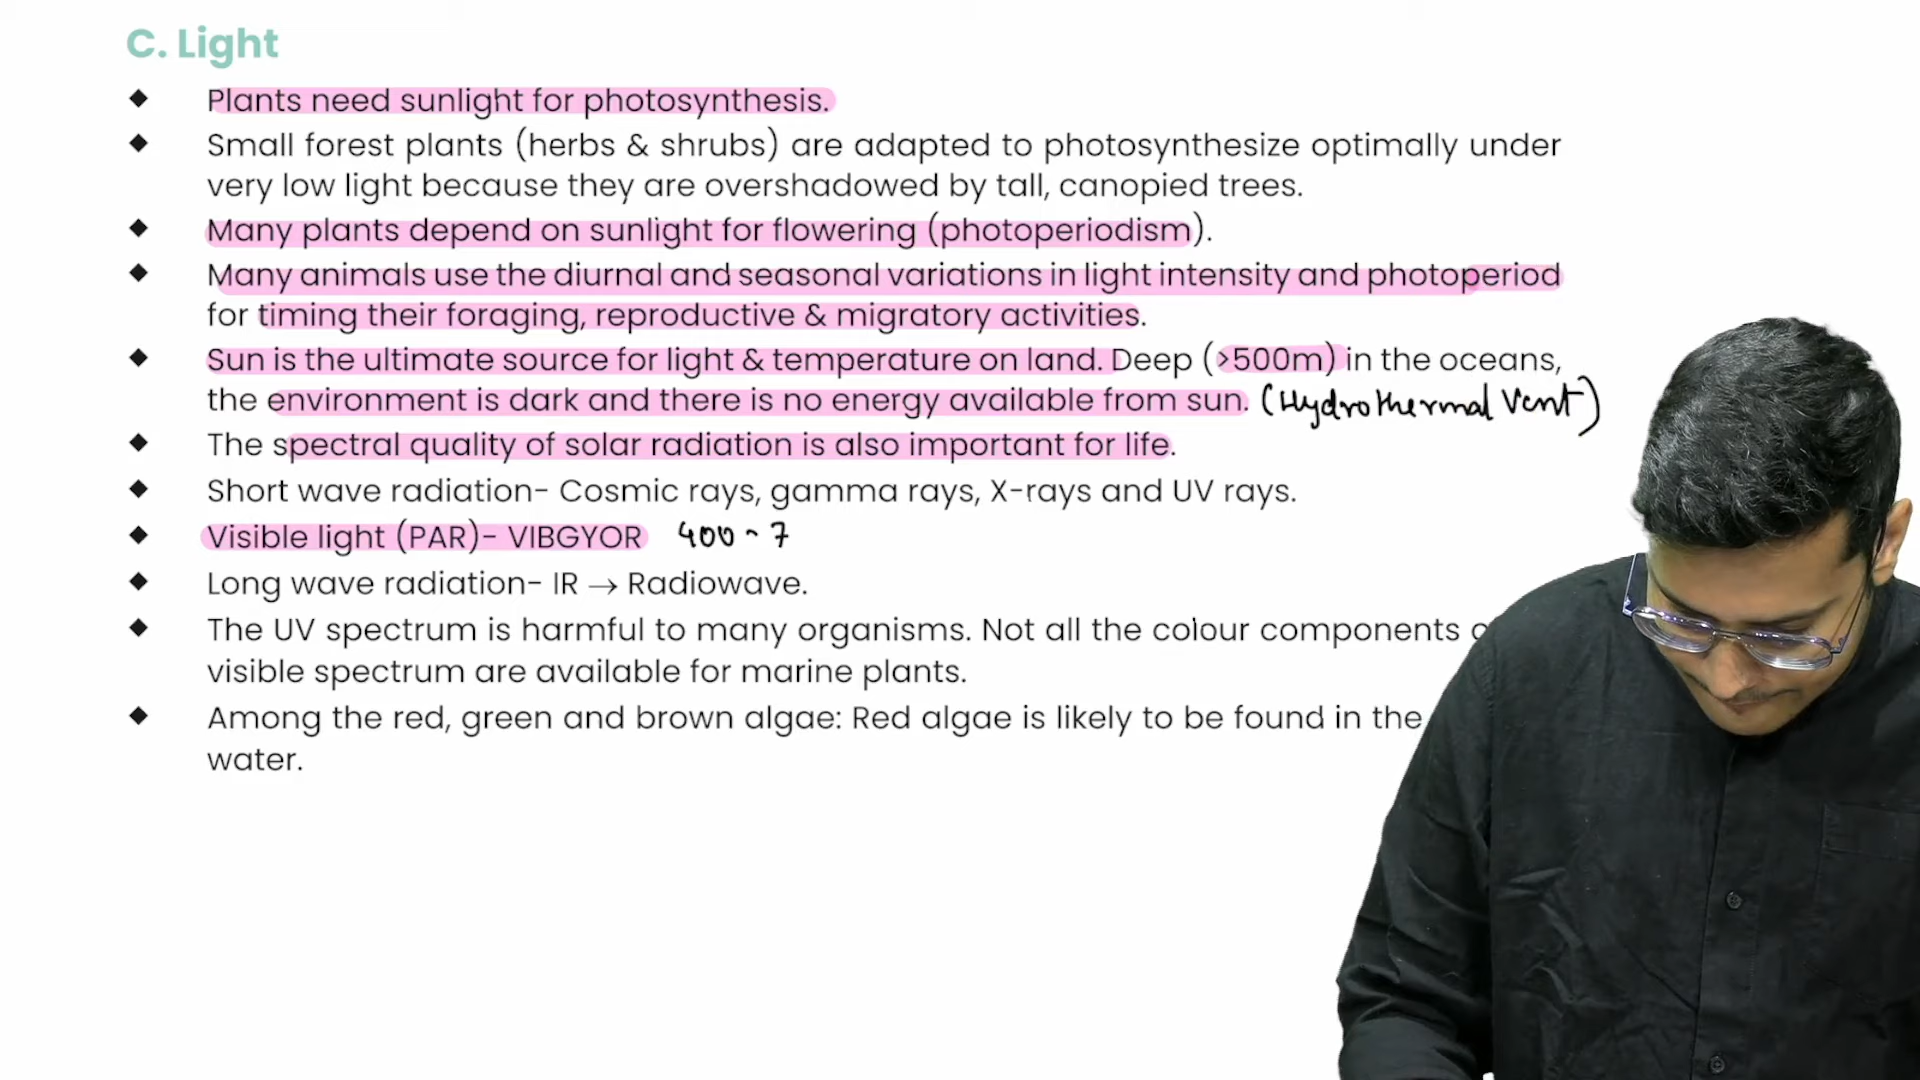 C. Light
◆ Plants need sunlight for photosynthesis.
◆ Small forest plants (herbs & shrubs) are adapted to photosynthesize optimally under
very low light because they are overshadowed by tall, canopied trees.
◆ Many plants depend on sunlight for flowering (photoperiodism).
◆ Many animals use the diurnal and seasonal variations in light intensity and photoperiod
for timing their foraging, reproductive & migratory activities.
◆ Sun is the ultimate source for light & temperature on land. Deep (>500m) in the oceans,
the environment is dark and there is no energy available from sun. (Hydrothermal Vent)
◆ The spectral quality of solar radiation is also important for life.
◆ Short wave radiation- Cosmic rays, gamma rays, X-rays and UV rays.
◆ Visible light (PAR)- VIBGYOR 400 - 7
◆ Long wave radiation- IR → Radiowave.
◆ The UV spectrum is harmful to many organisms. Not all the colour components
visible spectrum are available for marine plants.
◆ Among the red, green and brown algae: Red algae is likely to be found in the
water.